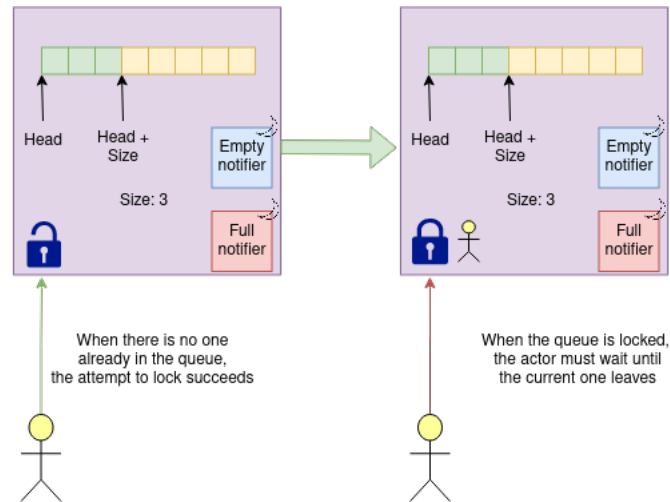 Head
Head +
Size
Size: 3
Empty
notifier
Full
notifier
When there is no one
already in the queue,
the attempt to lock succeeds
Head
Head +
Size
Size: 3
Empty
notifier
Full
notifier
When the queue is locked,
the actor must wait until
the current one leaves